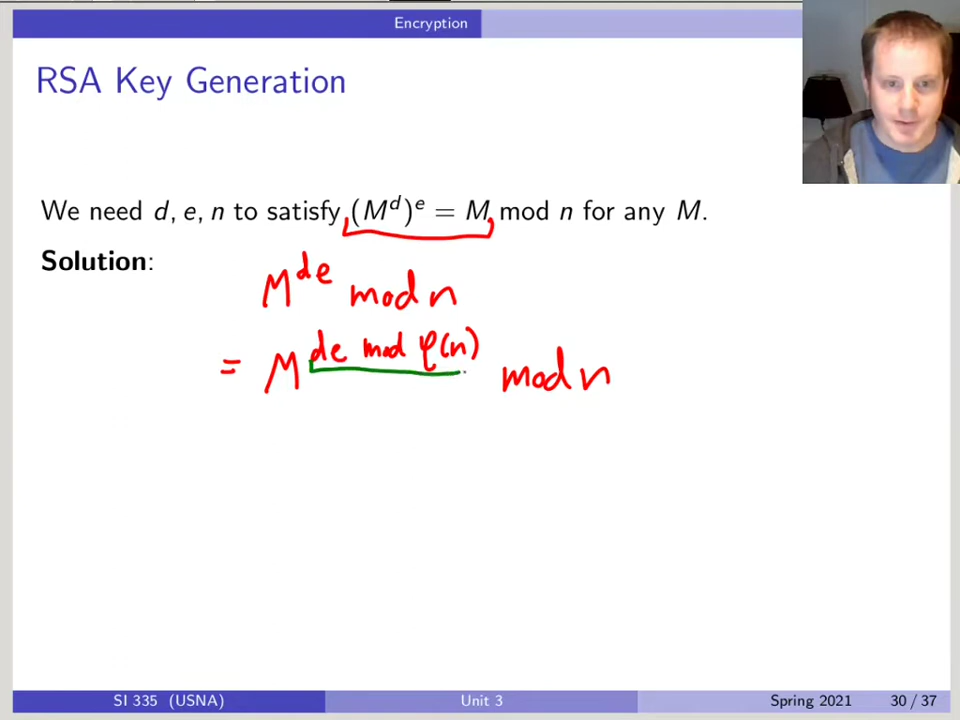 Encryption
RSA Key Generation
We need d, e, n to satisfy (M^d)^e = M mod n for any M.
Solution:
M^{de} mod n
= M^{de mod φ(n)} mod n
SI 335 (USNA) Unit 3 Spring 2021 30 / 37